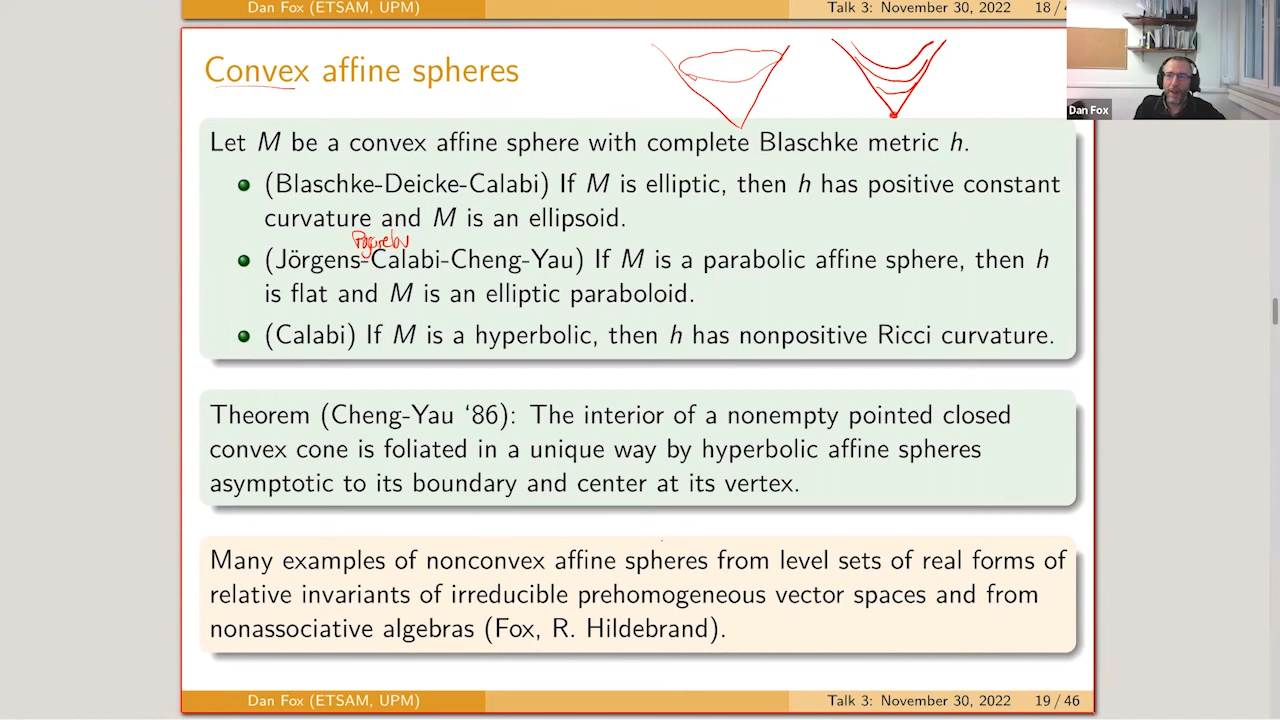 Dan Fox (ETSAM, UPM) Talk 3: November 30, 2022 18 /
Convex affine spheres
Dan Fox
Let M be a convex affine sphere with complete Blaschke metric h.
(Blaschke-Deicke-Calabi) If M is elliptic, then h has positive constant
curvature and M is an ellipsoid.
Pogorelov
(Jörgens-Calabi-Cheng-Yau) If M is a parabolic affine sphere, then h
is flat and M is an elliptic paraboloid.
(Calabi) If M is a hyperbolic, then h has nonpositive Ricci curvature.
Theorem (Cheng-Yau ‘86): The interior of a nonempty pointed closed
convex cone is foliated in a unique way by hyperbolic affine spheres
asymptotic to its boundary and center at its vertex.
Many examples of nonconvex affine spheres from level sets of real forms of
relative invariants of irreducible prehomogeneous vector spaces and from
nonassociative algebras (Fox, R. Hildebrand).
Dan Fox (ETSAM, UPM) Talk 3: November 30, 2022 19 / 46